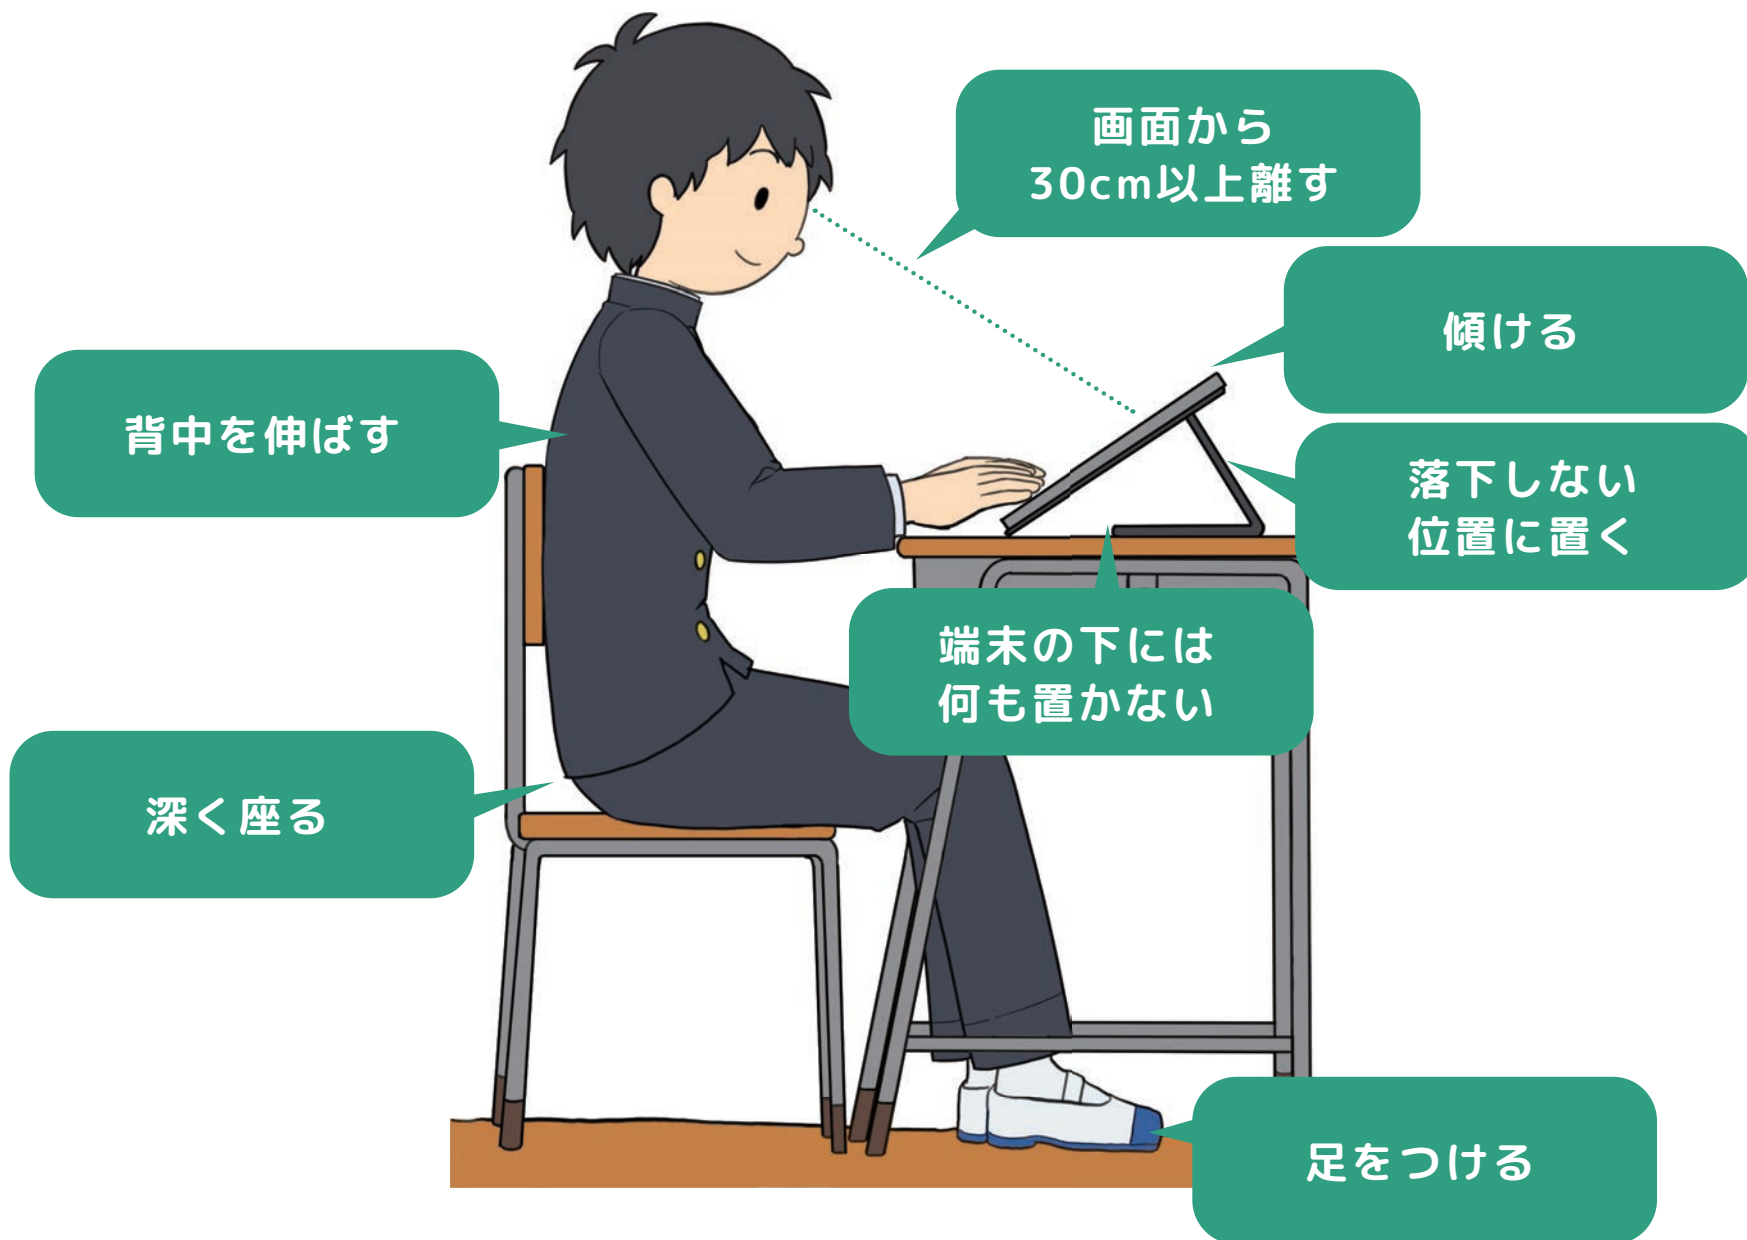 画面から
30cm以上離す
傾ける
背中を伸ばす
落下しない
位置に置く
端末の下には
何も置かない
深く座る
足をつける